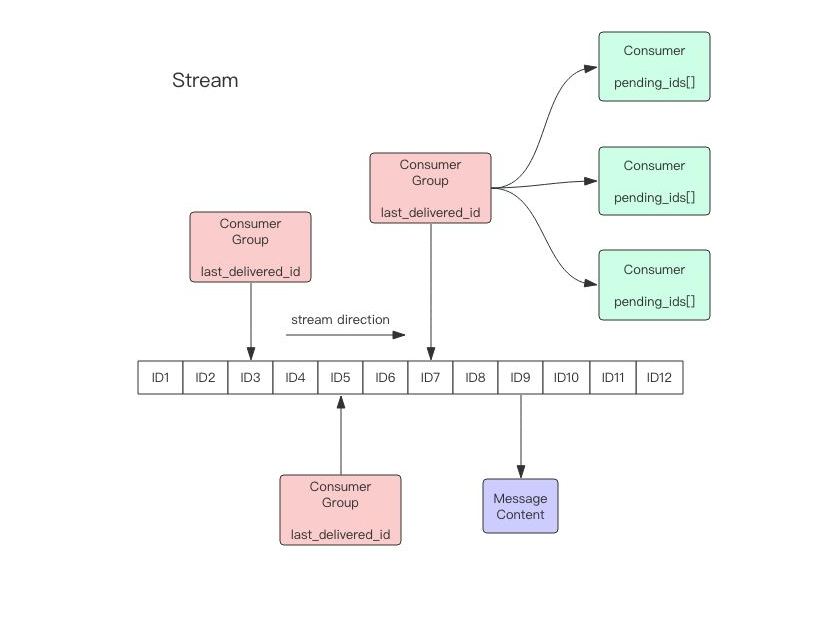 Stream
Consumer
pending_ids[]
Consumer
Group
last_delivered_id
Consumer
pending_ids[]
Consumer
Group
last_delivered_id
Consumer
pending_ids[]
stream direction
ID1 ID2 ID3 ID4 ID5 ID6 ID7 ID8 ID9 ID10 ID11 ID12
Consumer
Group
last_delivered_id
Message
Content